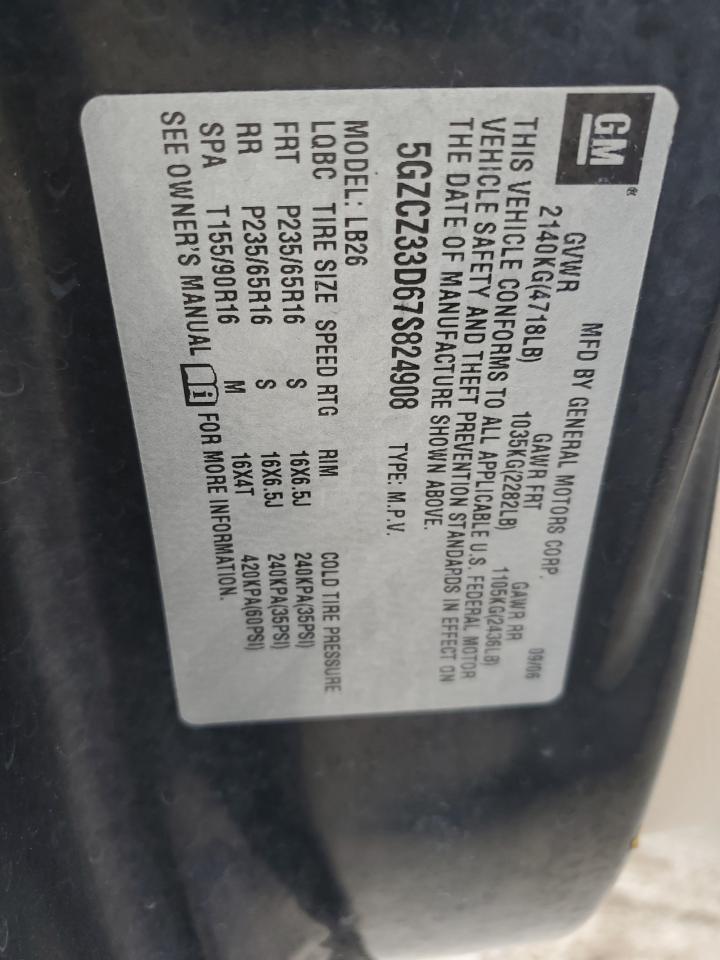 GM®
MFD BY GENERAL MOTORS CORP. 09/06
GVWR GAWR FRT GAWR RR
2140KG(4718LB) 1035KG(2282LB) 1105KG(2436LB)
THIS VEHICLE CONFORMS TO ALL APPLICABLE U.S. FEDERAL MOTOR
VEHICLE SAFETY AND THEFT PREVENTION STANDARDS IN EFFECT ON
THE DATE OF MANUFACTURE SHOWN ABOVE.
5GZCZ33D67S824908 TYPE: M.P.V.
MODEL: LB26
LQBC TIRE SIZE SPEED RTG RIM COLD TIRE PRESSURE
FRT P235/65R16 S 16X6.5J 240KPA(35PSI)
RR P235/65R16 S 16X6.5J 240KPA(35PSI)
SPA T155/90R16 M 16X4T 420KPA(60PSI)
SEE OWNER'S MANUAL i FOR MORE INFORMATION.